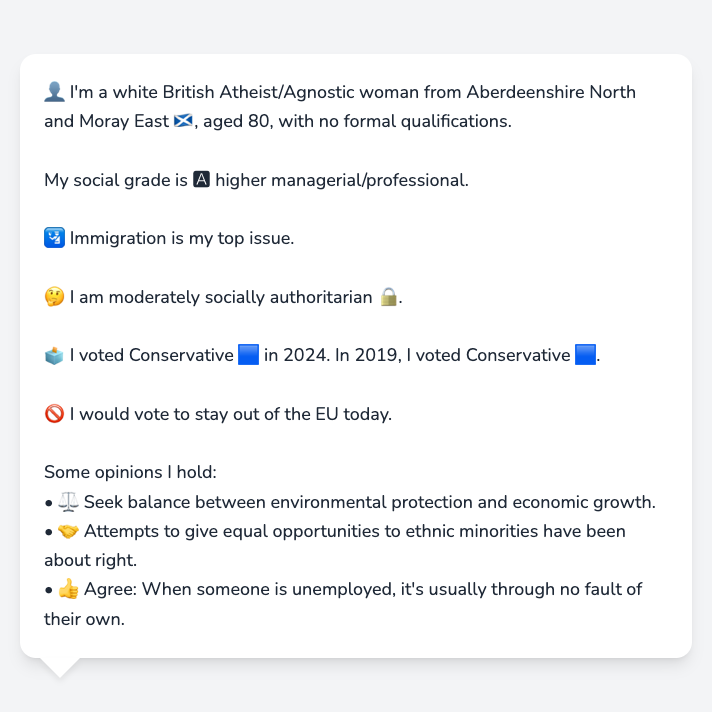 👤 I'm a white British Atheist/Agnostic woman from Aberdeenshire North
and Moray East 🏴󠁧󠁢󠁳󠁣󠁴󠁿, aged 80, with no formal qualifications.
My social grade is 🅰 higher managerial/professional.
🛂 Immigration is my top issue.
🤔 I am moderately socially authoritarian 🔒.
🗳️ I voted Conservative 🟦 in 2024. In 2019, I voted Conservative 🟦.
🚫 I would vote to stay out of the EU today.
Some opinions I hold:
• ⚖️ Seek balance between environmental protection and economic growth.
• 🤝 Attempts to give equal opportunities to ethnic minorities have been
about right.
• 👍 Agree: When someone is unemployed, it's usually through no fault of
their own.